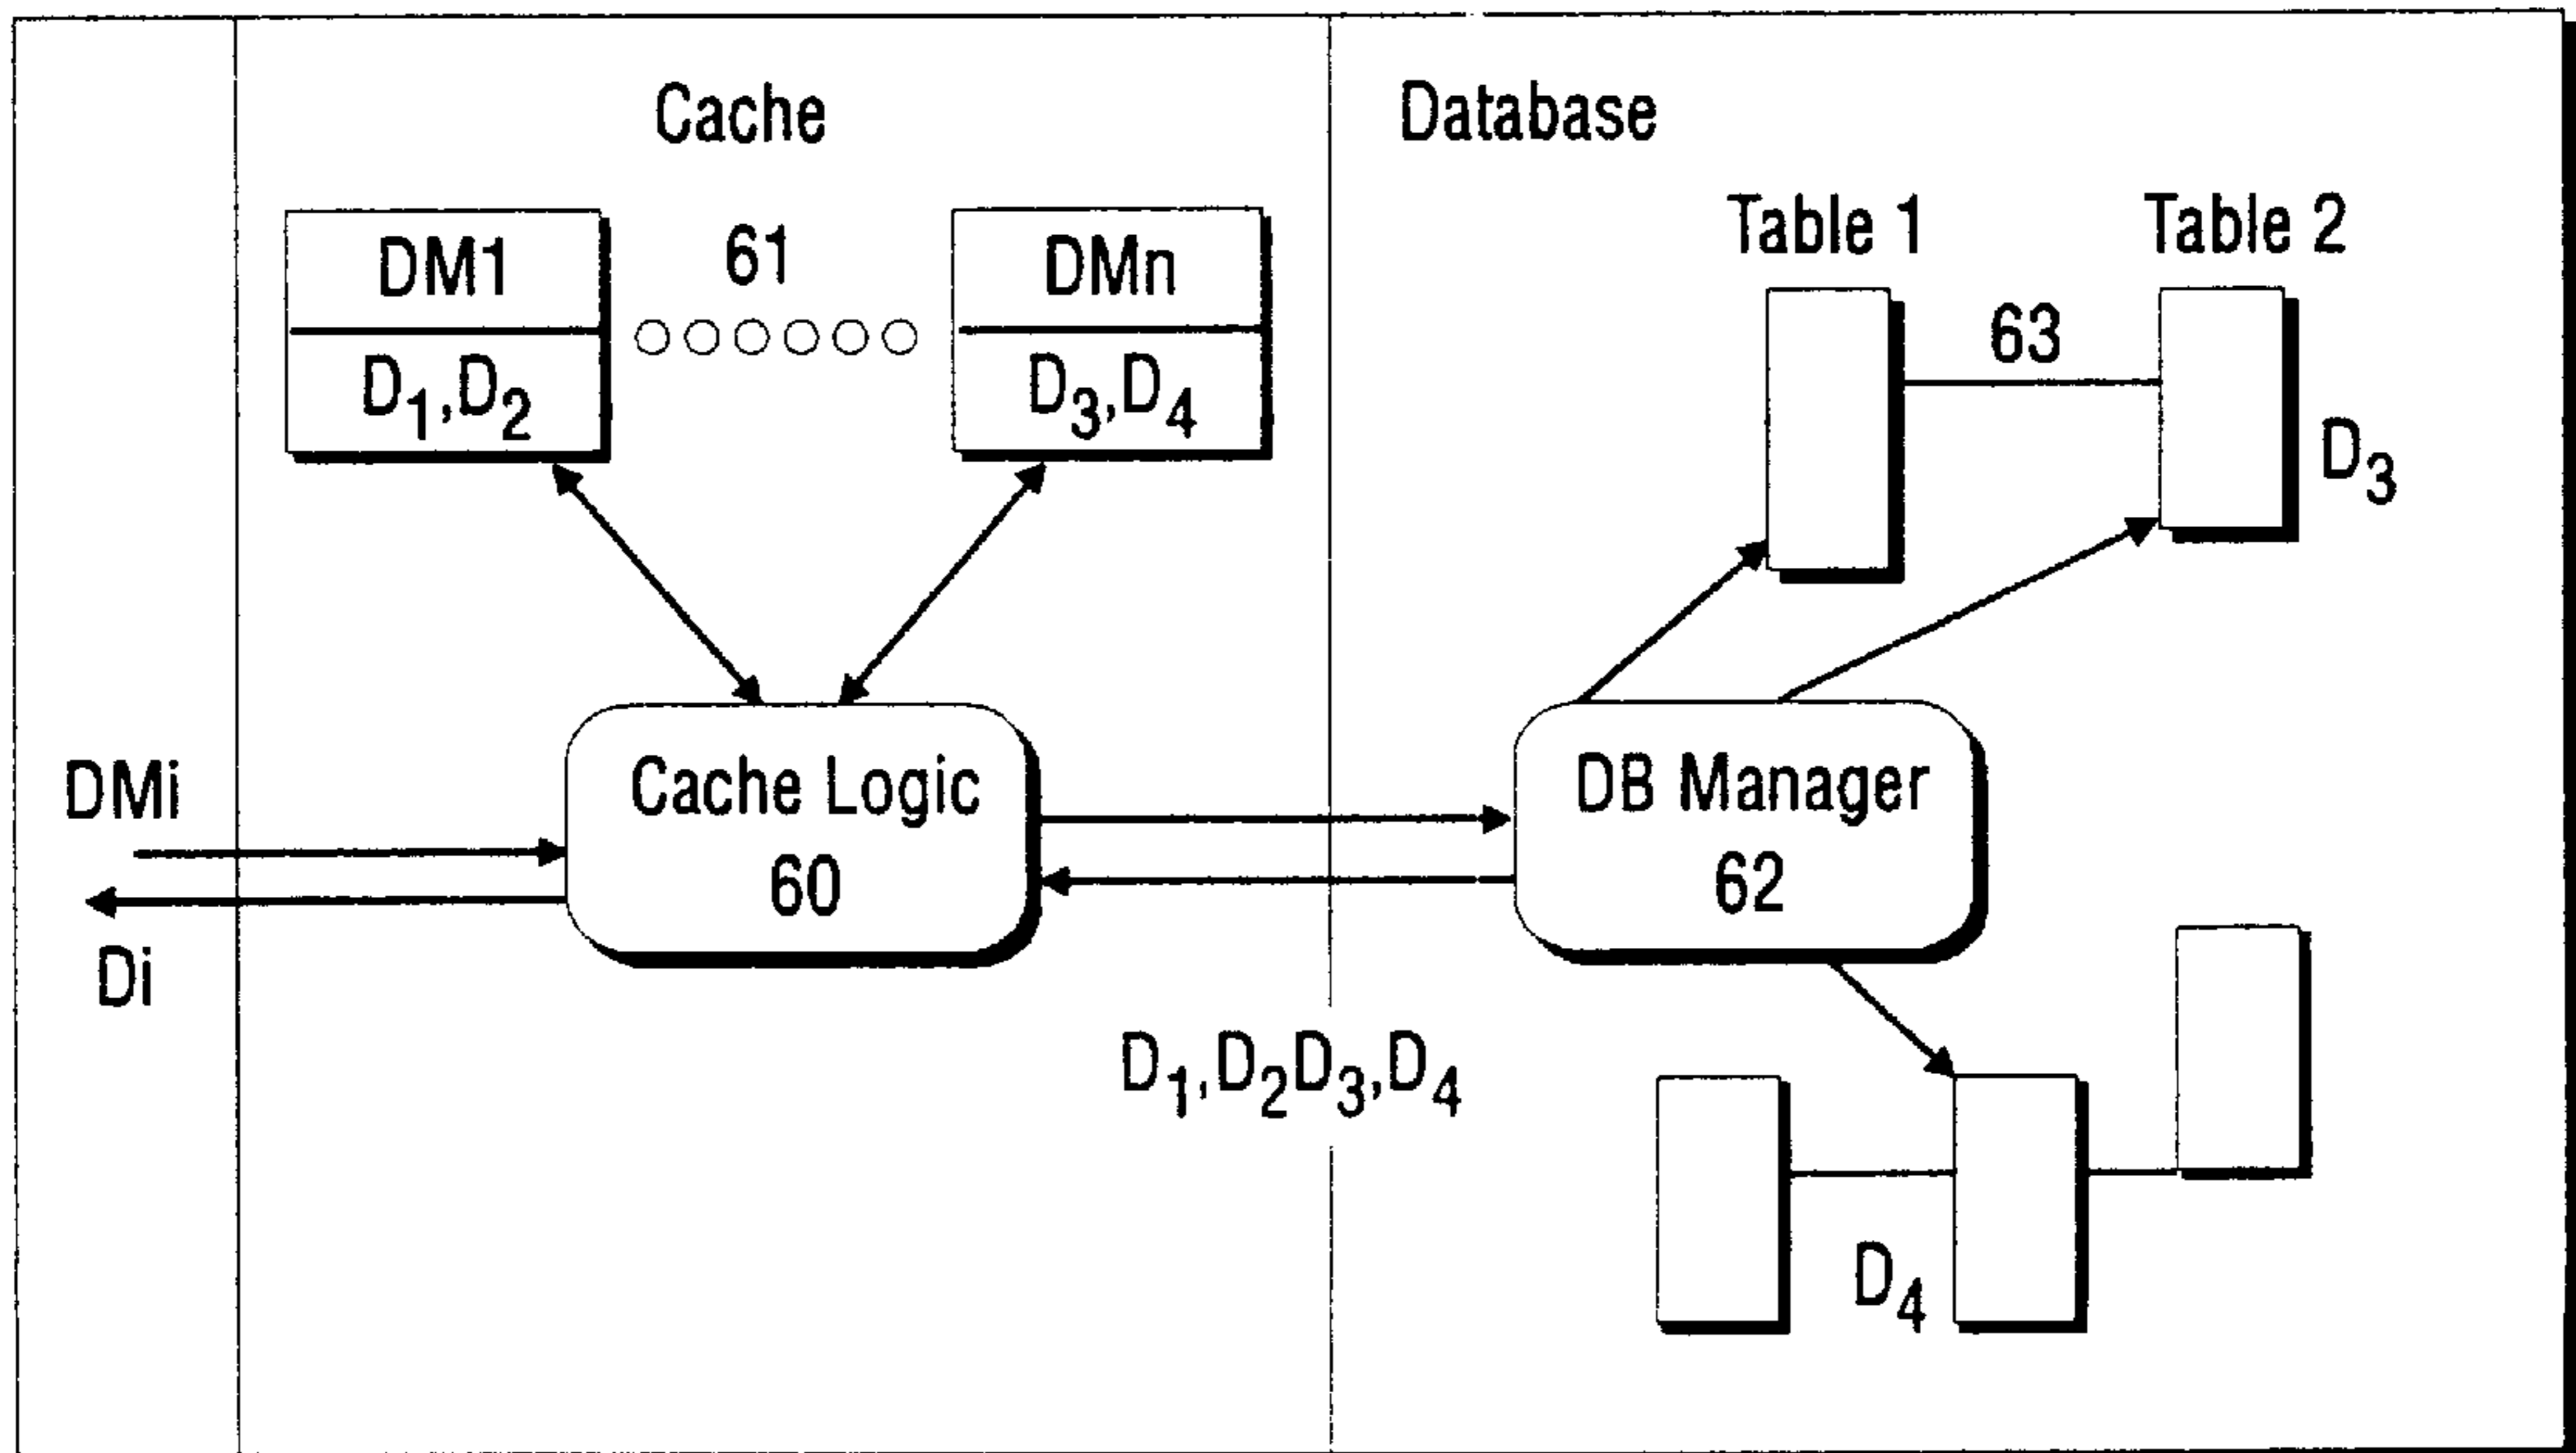 Cache
Database
DM1
61
DMn
D1,D2
D3,D4
Table 1
Table 2
63
D3
DMi
Di
Cache Logic
60
DB Manager
62
D1,D2D3,D4
D4